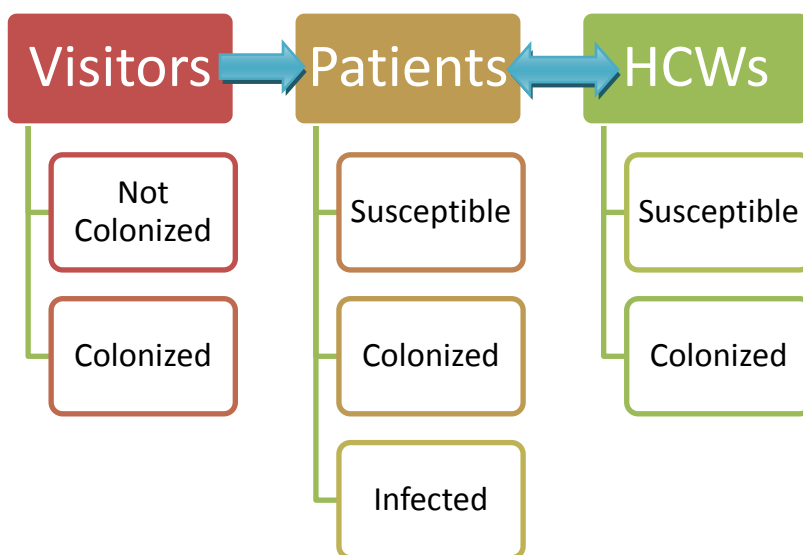 Visitors
Patients
HCWs
Not
Colonized
Susceptible
Susceptible
Colonized
Colonized
Colonized
Infected